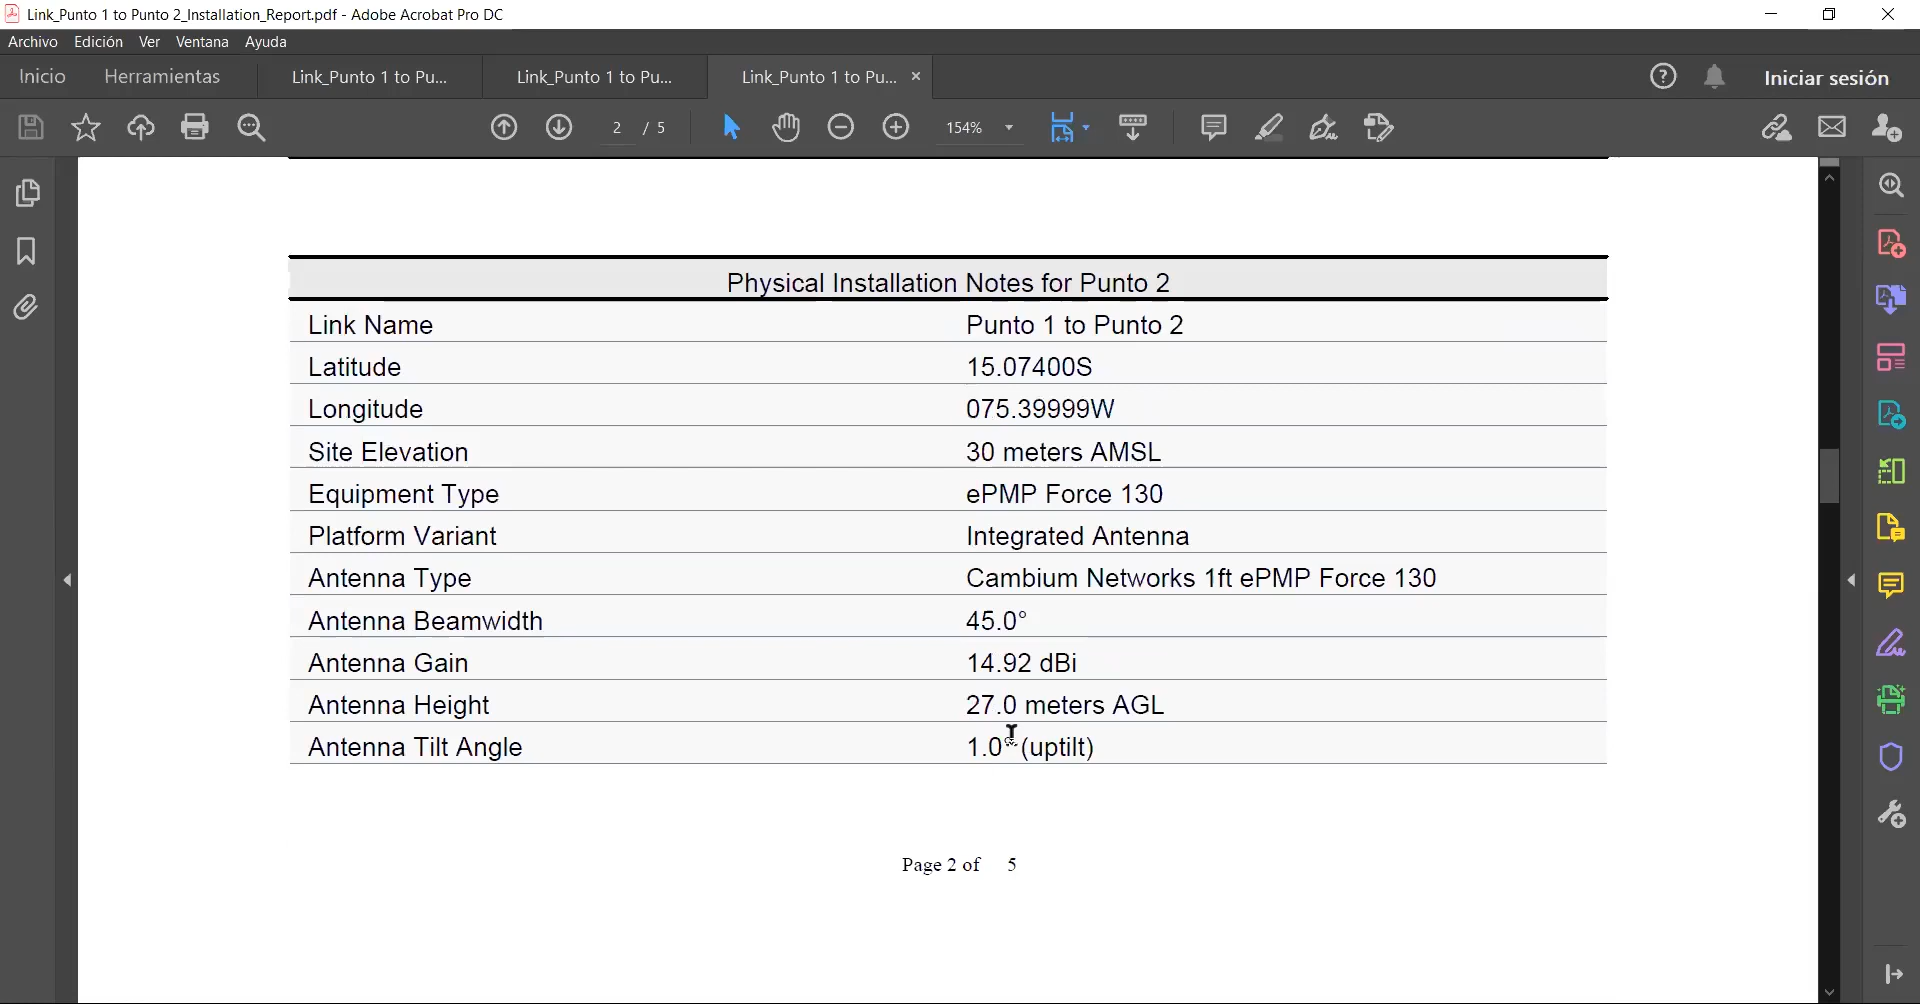 Link_Punto 1 to Punto 2_Installation_Report.pdf - Adobe Acrobat Pro DC
Archivo Edición Ver Ventana Ayuda
Inicio Herramientas Link_Punto 1 to Pu... Link_Punto 1 to Pu... Link_Punto 1 to Pu... × Iniciar sesión
2 / 5 154%
Physical Installation Notes for Punto 2
Link Name Punto 1 to Punto 2
Latitude 15.07400S
Longitude 075.39999W
Site Elevation 30 meters AMSL
Equipment Type ePMP Force 130
Platform Variant Integrated Antenna
Antenna Type Cambium Networks 1ft ePMP Force 130
Antenna Beamwidth 45.0°
Antenna Gain 14.92 dBi
Antenna Height 27.0 meters AGL
Antenna Tilt Angle 1.0° (uptilt)
Page 2 of 5